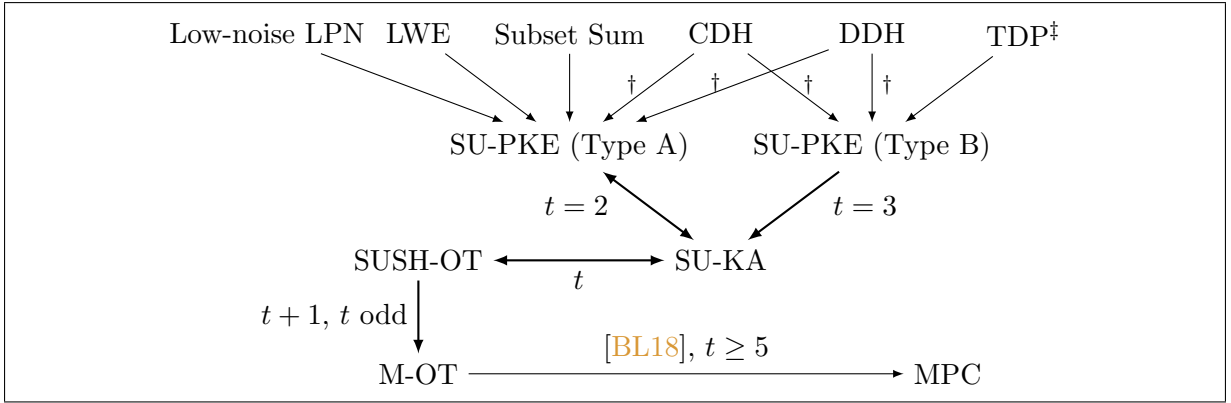 Low-noise LPN LWE Subset Sum CDH DDH TDP‡
† † † †
SU-PKE (Type A) SU-PKE (Type B)
t = 2 t = 3
SUSH-OT SU-KA
t
t + 1, t odd
[BL18], t ≥ 5
M-OT MPC